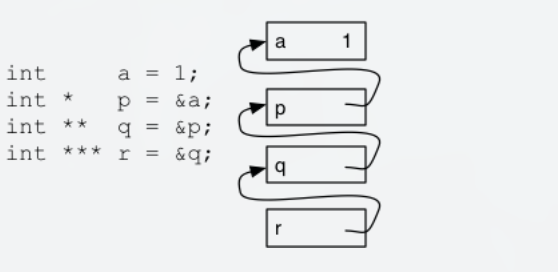 int a = 1;
int * p = &a;
int ** q = &p;
int *** r = &q;
a 1
p
q
r